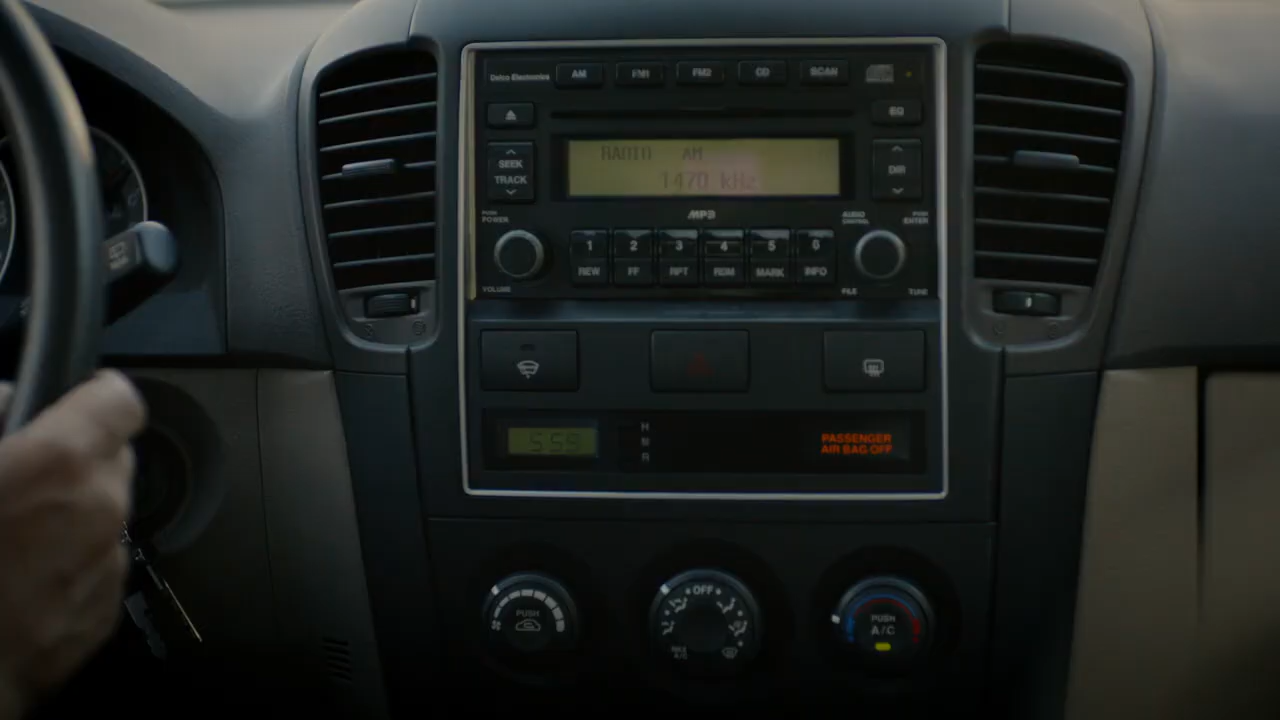 Delco Electronics
AM
FM1
FM2
CD
SCAN
EQ
RADIO AM
1470 kHz
SEEK
TRACK
DIR
PUSH
POWER
MP3
AUDIO
CONTROL
PUSH
ENTER
1 2 3 4 5 6
REW FF RPT RDM MARK INFO
VOLUME
FILE
TUNE
5:55
H
M
R
PASSENGER
AIR BAG OFF
PUSH
OFF
MAX
A/C
PUSH
A/C